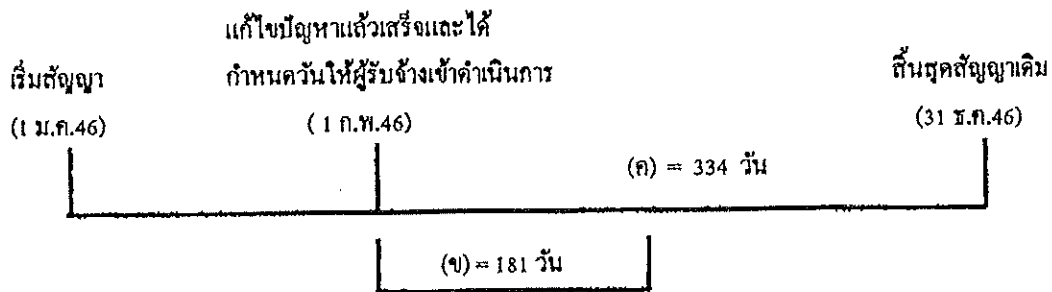 แก้ไขปัญหาแล้วเสร็จและได้
กำหนดวันให้ผู้รับจ้างเข้าดำเนินการ
เริ่มสัญญา
สิ้นสุดสัญญาเดิม
(1 ม.ค.46)
( 1 ก.พ.46)
(31 ธ.ค.46)
(ค) = 334 วัน
(ข) = 181 วัน